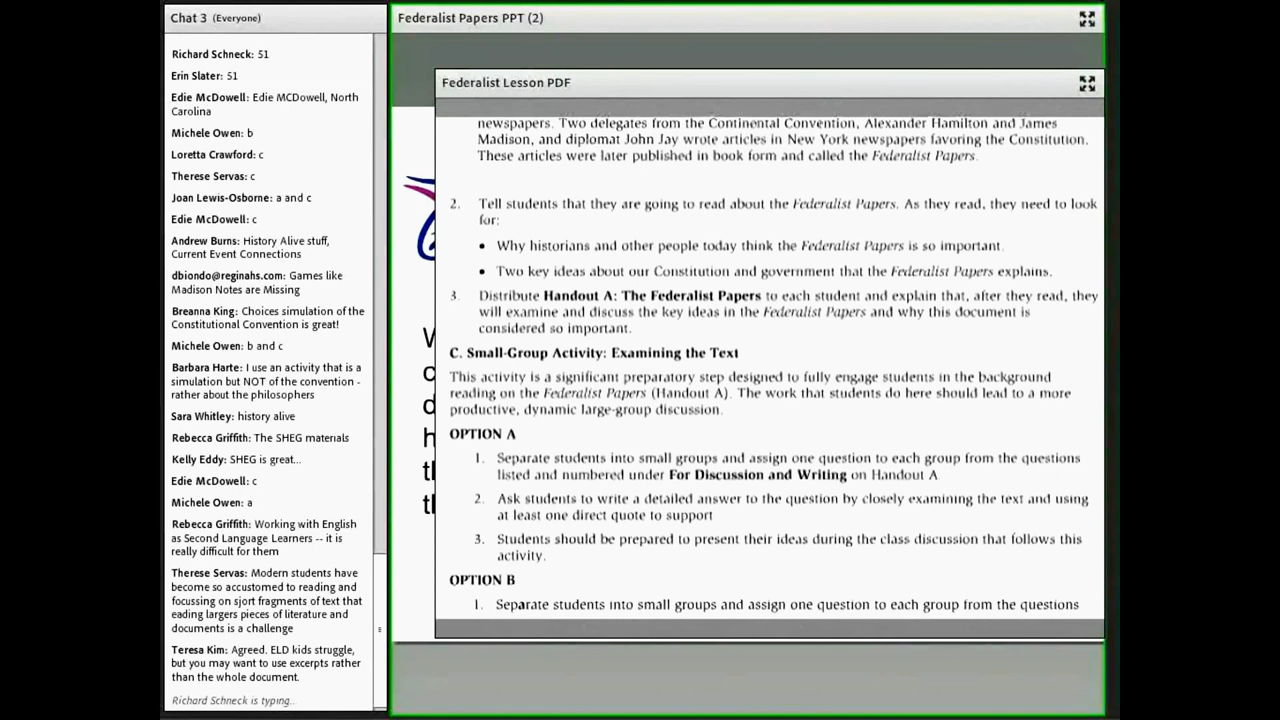 Chat 3 (Everyone)
Richard Schneck: 51
Erin Slater: 51
Edie McDowell: Edie MCDowell, North
Carolina
Michele Owen: b
Loretta Crawford: c
Therese Servas: c
Joan Lewis-Osborne: a and c
Edie McDowell: c
Andrew Burns: History Alive stuff,
Current Event Connections
dbiondo@reginahs.com: Games like
Madison Notes are Missing
Breanna King: Choices simulation of the
Constitutional Convention is great!
Michele Owen: b and c
Barbara Harte: I use an activity that is a
simulation but NOT of the convention -
rather about the philosophers
Sara Whitley: history alive
Rebecca Griffith: The SHEG materials
Kelly Eddy: SHEG is great...
Edie McDowell: c
Michele Owen: a
Rebecca Griffith: Working with English
as Second Language Learners -- it is
really difficult for them
Therese Servas: Modern students have
become so accustomed to reading and
focussing on sjort fragments of text that
eading largers pieces of literature and
documents is a challenge
Teresa Kim: Agreed. ELD kids struggle,
but you may want to use excerpts rather
than the whole document.
Richard Schneck is typing...
Federalist Papers PPT (2)
Federalist Lesson PDF
newspapers. Two delegates from the Continental Convention, Alexander Hamilton and James
Madison, and diplomat John Jay wrote articles in New York newspapers favoring the Constitution.
These articles were later published in book form and called the Federalist Papers.
2. Tell students that they are going to read about the Federalist Papers. As they read, they need to look
for:
• Why historians and other people today think the Federalist Papers is so important.
• Two key ideas about our Constitution and government that the Federalist Papers explains.
3. Distribute Handout A: The Federalist Papers to each student and explain that, after they read, they
will examine and discuss the key ideas in the Federalist Papers and why this document is
considered so important.
C. Small-Group Activity: Examining the Text
This activity is a significant preparatory step designed to fully engage students in the background
reading on the Federalist Papers (Handout A). The work that students do here should lead to a more
productive, dynamic large-group discussion.
OPTION A
1. Separate students into small groups and assign one question to each group from the questions
listed and numbered under For Discussion and Writing on Handout A.
2. Ask students to write a detailed answer to the question by closely examining the text and using
at least one direct quote to support
3. Students should be prepared to present their ideas during the class discussion that follows this
activity.
OPTION B
1. Separate students into small groups and assign one question to each group from the questions